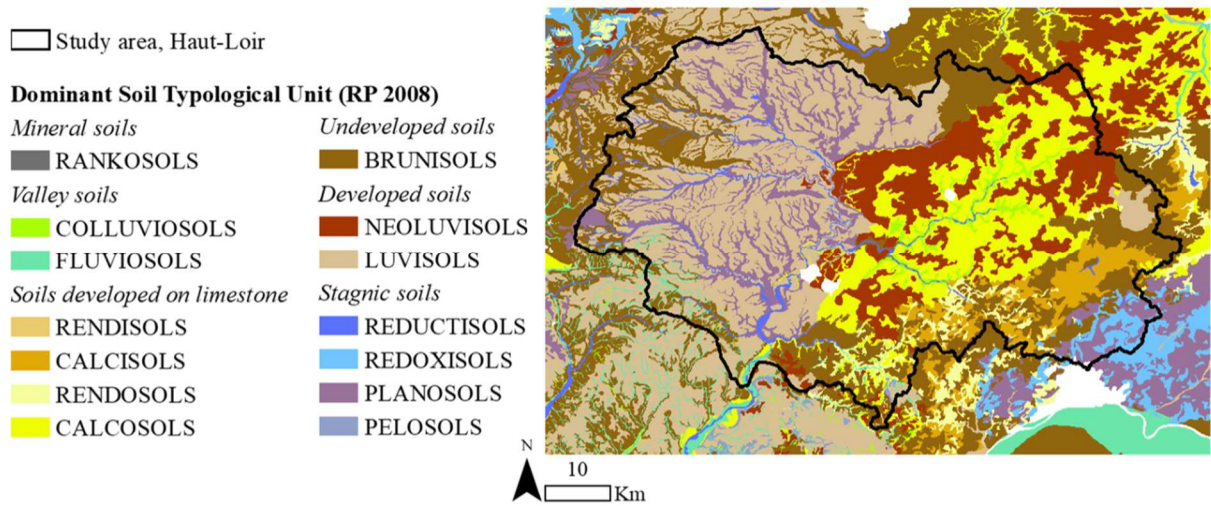 Study area, Haut-Loir
Dominant Soil Typological Unit (RP 2008)
Mineral soils
RANKOSOLS
Valley soils
COLLUVIOSOLS
FLUVIOSOLS
Soils developed on limestone
RENDISOLS
CALCISOLS
RENDOSOLS
CALCOSOLS
Undeveloped soils
BRUNISOLS
Developed soils
NEOLUVISOLS
LUVISOLS
Stagnic soils
REDUCTISOLS
REDOXISOLS
PLANOSOLS
PELOSOLS
N
10
Km